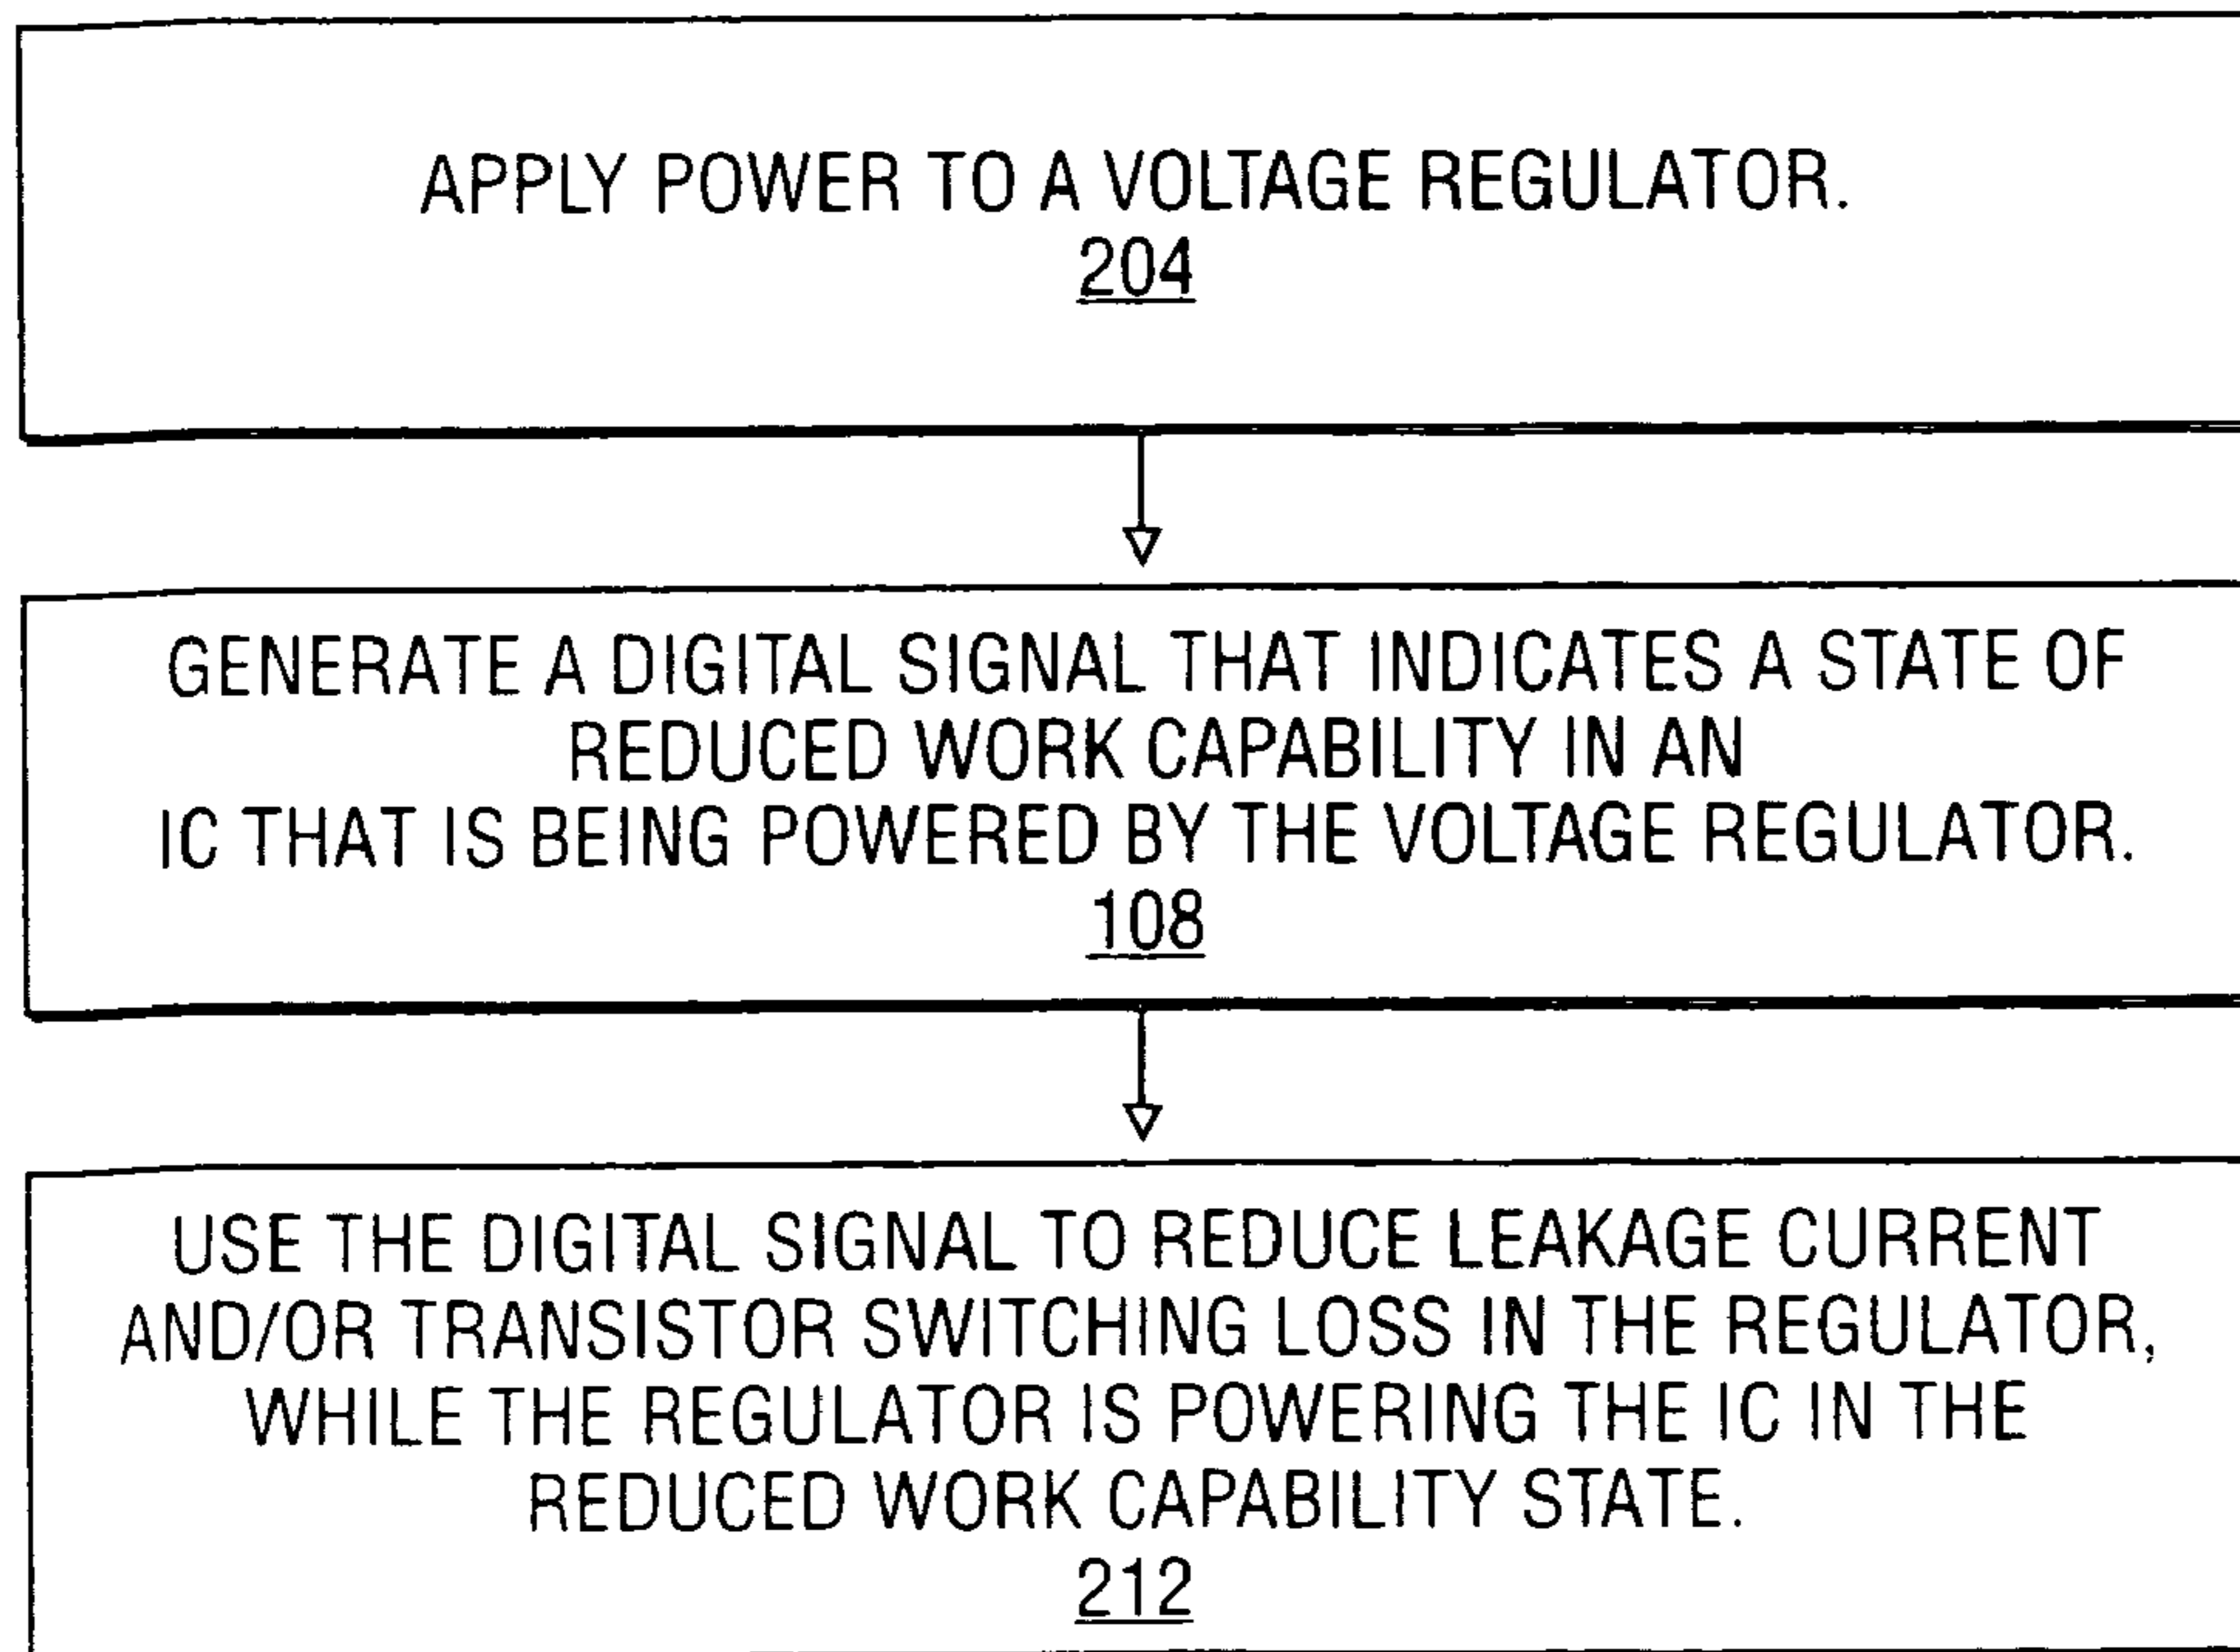 APPLY POWER TO A VOLTAGE REGULATOR.
204
GENERATE A DIGITAL SIGNAL THAT INDICATES A STATE OF
REDUCED WORK CAPABILITY IN AN
IC THAT IS BEING POWERED BY THE VOLTAGE REGULATOR.
108
USE THE DIGITAL SIGNAL TO REDUCE LEAKAGE CURRENT
AND/OR TRANSISTOR SWITCHING LOSS IN THE REGULATOR,
WHILE THE REGULATOR IS POWERING THE IC IN THE
REDUCED WORK CAPABILITY STATE.
212